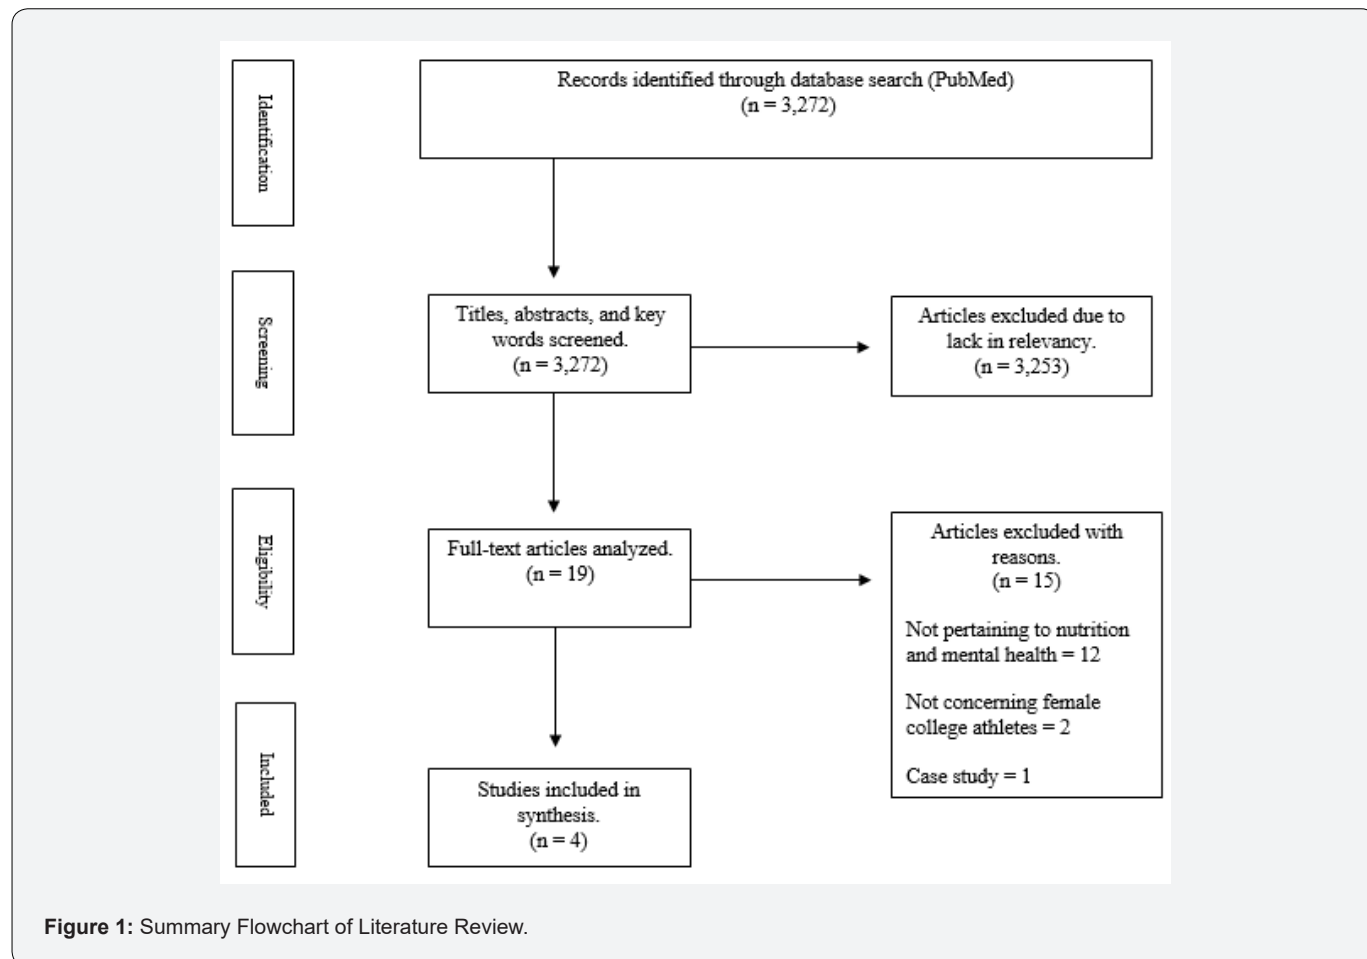 Identification
Records identified through database search (PubMed)
(n = 3,272)
Screening
Titles, abstracts, and key
words screened.
(n = 3,272)
Articles excluded due to
lack in relevancy.
(n = 3,253)
Eligibility
Full-text articles analyzed.
(n = 19)
Articles excluded with
reasons.
(n = 15)
Not pertaining to nutrition
and mental health = 12
Not concerning female
college athletes = 2
Case study = 1
Included
Studies included in
synthesis.
(n = 4)
Figure 1: Summary Flowchart of Literature Review.